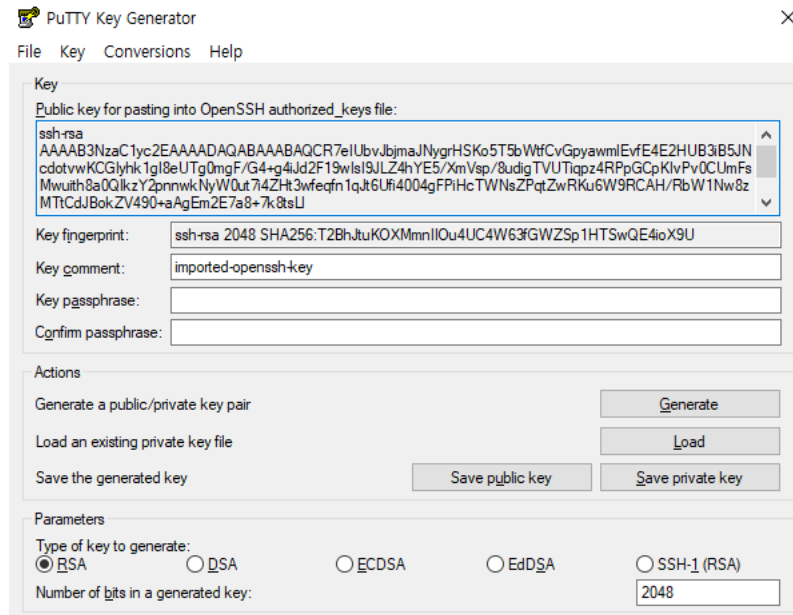 PuTTY Key Generator
File Key Conversions Help
Key
Public key for pasting into OpenSSH authorized_keys file:
ssh-rsa
AAAAB3NzaC1yc2EAAAADAQABAAABAQCR7eIUbvJbjmaJNygrHSKo5T5bWtfCvGpyawmlEvfE4E2HUB3iB5JN
cdotvwKCGlyhk1gI8eUTg0mgF/G4+g4iJd2F19wIsI9JLZ4hYE5/XmVsp/8udigTVUTiqpz4RPpGCpKIvPv0CUmFs
Mwuith8a0QIkzY2pnnwkNyW0ut7i4ZHt3wfeqfn1qJt6Ufi4004gFPiHcTWNsZPqtZwRKu6W9RCAH/RbW1Nw8z
MTtCdJBokZV490+aAgEm2E7a8+7k8tsLI
Key fingerprint: ssh-rsa 2048 SHA256:T2BhJtuKOXMmnIlOu4UC4W63fGWZSp1HTSwQE4ioX9U
Key comment: imported-openssh-key
Key passphrase:
Confirm passphrase:
Actions
Generate a public/private key pair Generate
Load an existing private key file Load
Save the generated key Save public key Save private key
Parameters
Type of key to generate:
RSA DSA ECDSA EdDSA SSH-1 (RSA)
Number of bits in a generated key: 2048